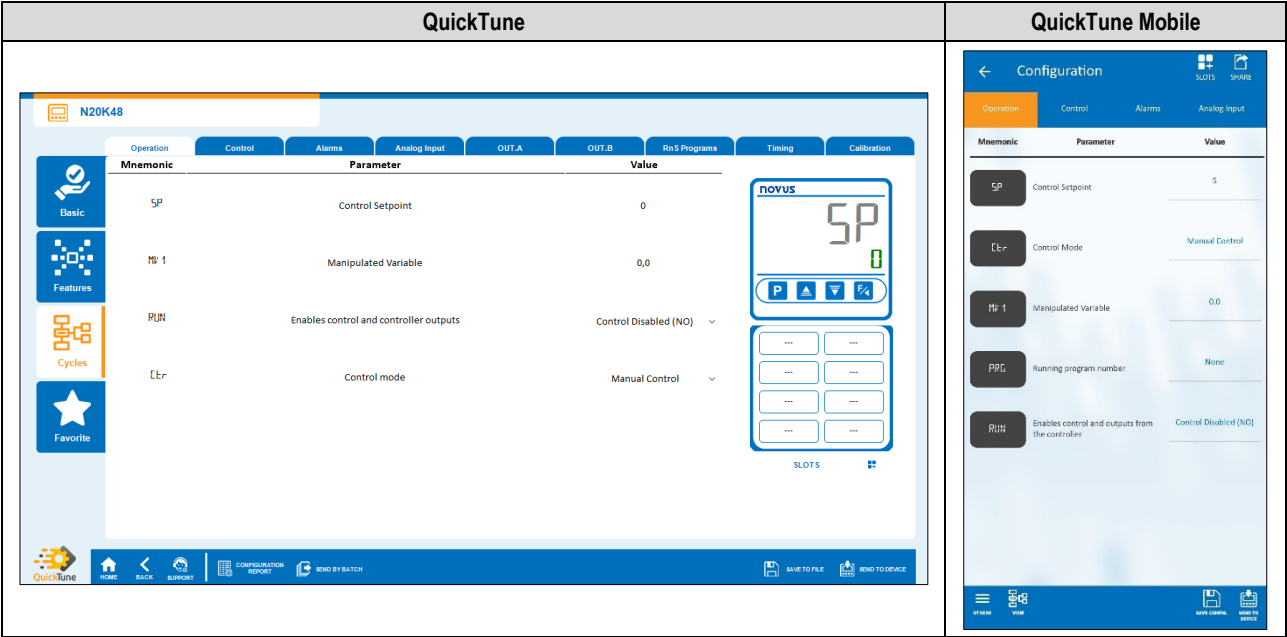 QuickTune
QuickTune Mobile
N20K48
Operation Control Alarms Analog Input OUT.A OUT.B RnS Programs Timing Calibration
Mnemonic Parameter Value
SP Control Setpoint 0
MV 1 Manipulated Variable 0,0
RUN Enables control and controller outputs Control Disabled (NO)
Ctr Control mode Manual Control
Basic
Features
Cycles
Favorite
novus
SP
0
P F
--- ---
--- ---
--- ---
--- ---
SLOTS
QuickTune
HOME BACK SUPPORT CONFIGURATION
REPORT SEND BY BATCH SAVE TO FILE SEND TO DEVICE
Configuration SLOTS SHARE
Operation Control Alarms Analog Input
Mnemonic Parameter Value
SP Control Setpoint 5
Ctr Control Mode Manual Control
MV 1 Manipulated Variable 0.0
PRG Running program number None
RUN Enables control and outputs from
the controller Control Disabled (NO)
OTHERS VIEW SAVE CONFIG. SEND TO
DEVICE